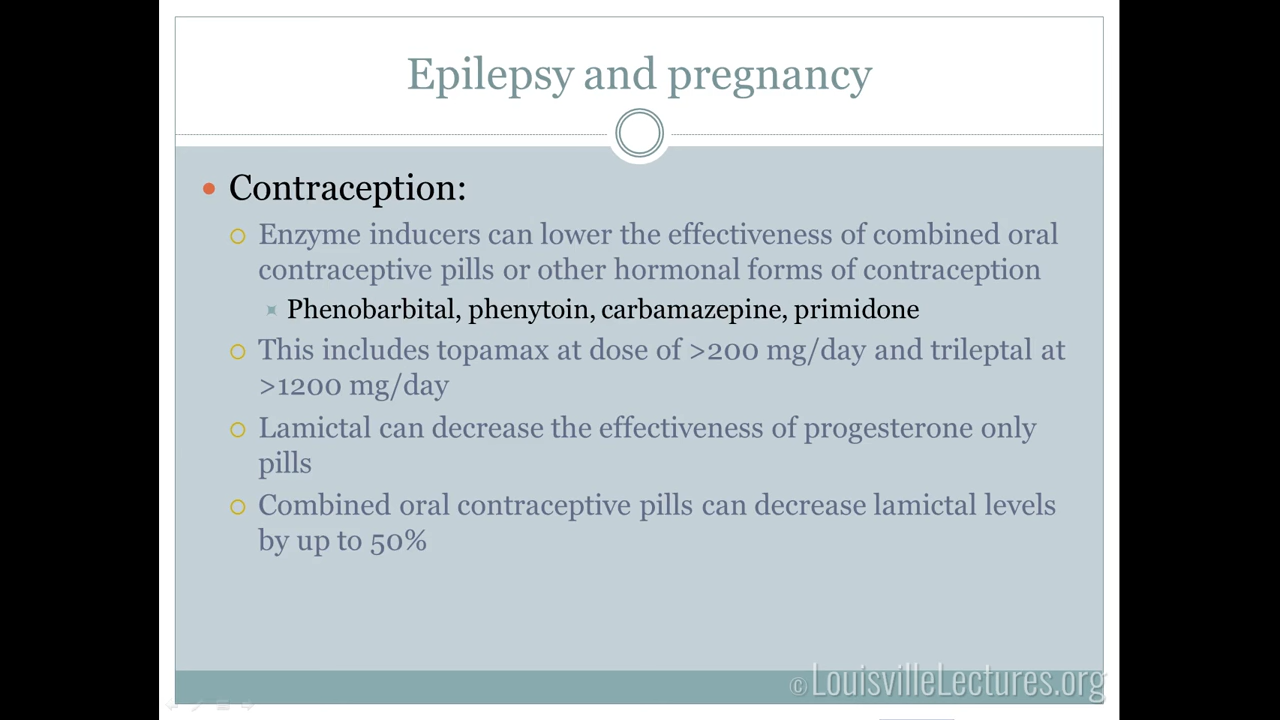 Epilepsy and pregnancy
Contraception:
Enzyme inducers can lower the effectiveness of combined oral
contraceptive pills or other hormonal forms of contraception
Phenobarbital, phenytoin, carbamazepine, primidone
This includes topamax at dose of >200 mg/day and trileptal at
>1200 mg/day
Lamictal can decrease the effectiveness of progesterone only
pills
Combined oral contraceptive pills can decrease lamictal levels
by up to 50%
©LouisvilleLectures.org